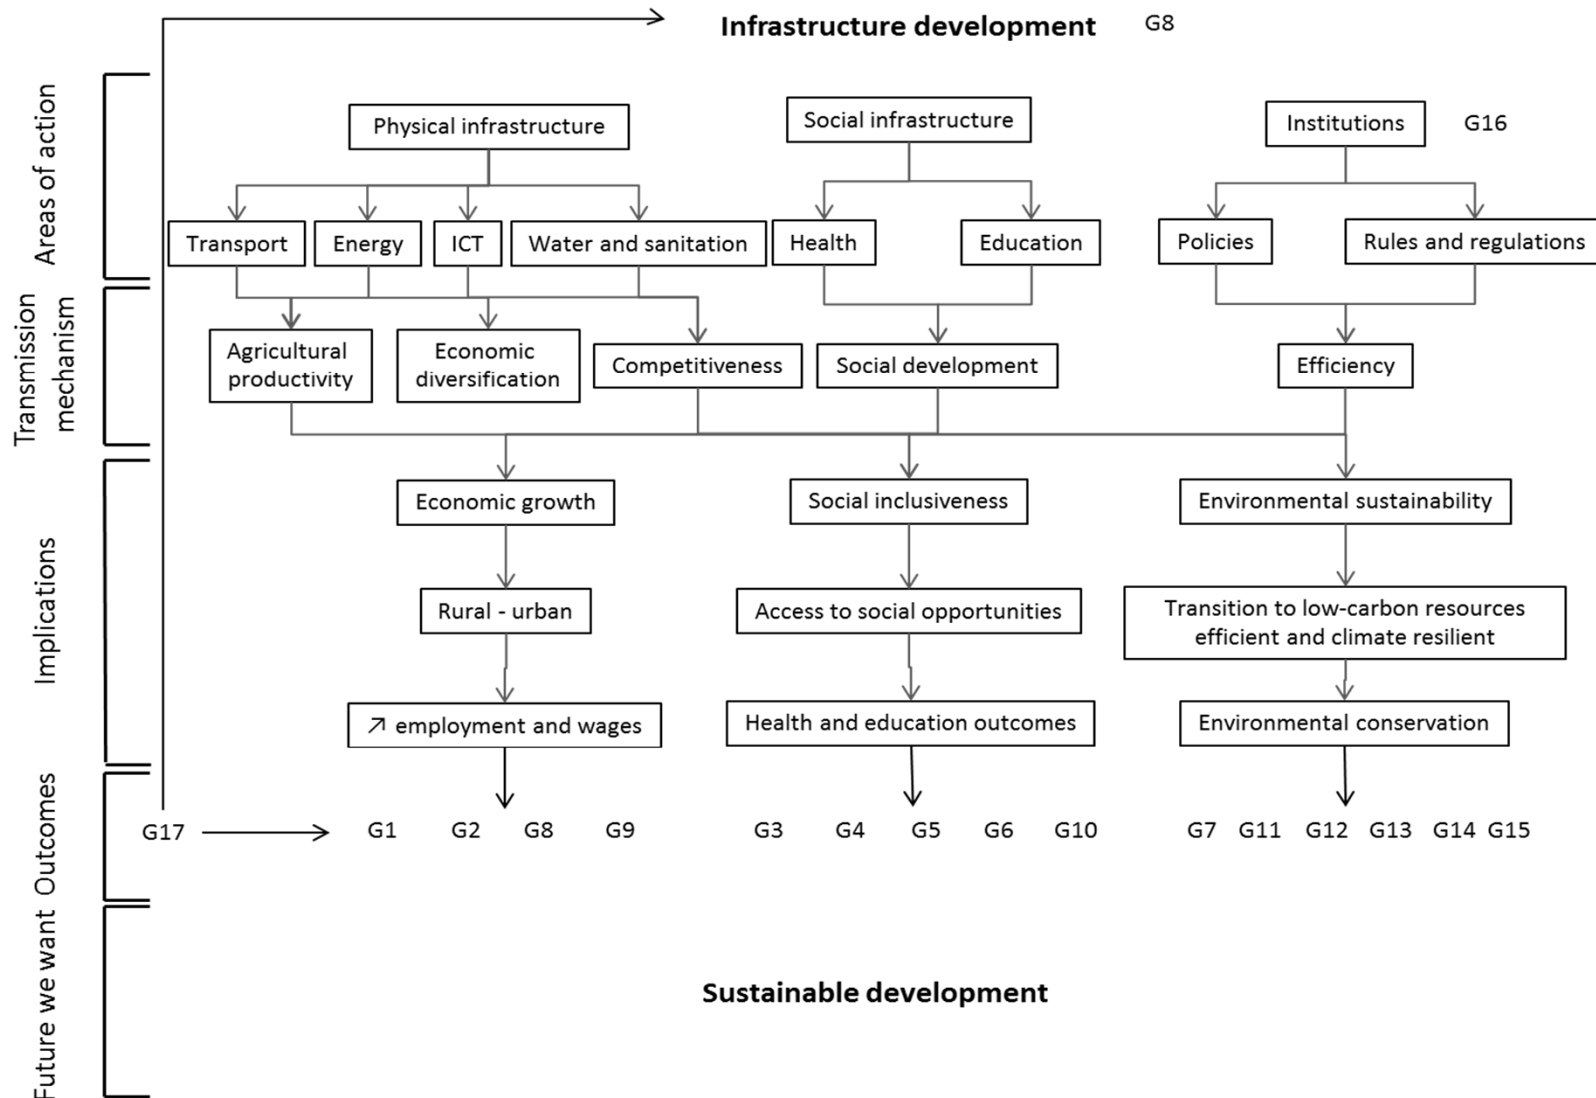 Infrastructure development G8
Areas of action
Physical infrastructure
Social infrastructure
Institutions
G16
Transport
Energy
ICT
Water and sanitation
Health
Education
Policies
Rules and regulations
Transmission
mechanism
Agricultural
productivity
Economic
diversification
Competitiveness
Social development
Efficiency
Implications
Economic growth
Social inclusiveness
Environmental sustainability
Rural - urban
Access to social opportunities
Transition to low-carbon resources
efficient and climate resilient
↗ employment and wages
Health and education outcomes
Environmental conservation
Outcomes
G17
G1 G2 G8 G9
G3 G4 G5 G6 G10
G7 G11 G12 G13 G14 G15
Future we want
Sustainable development